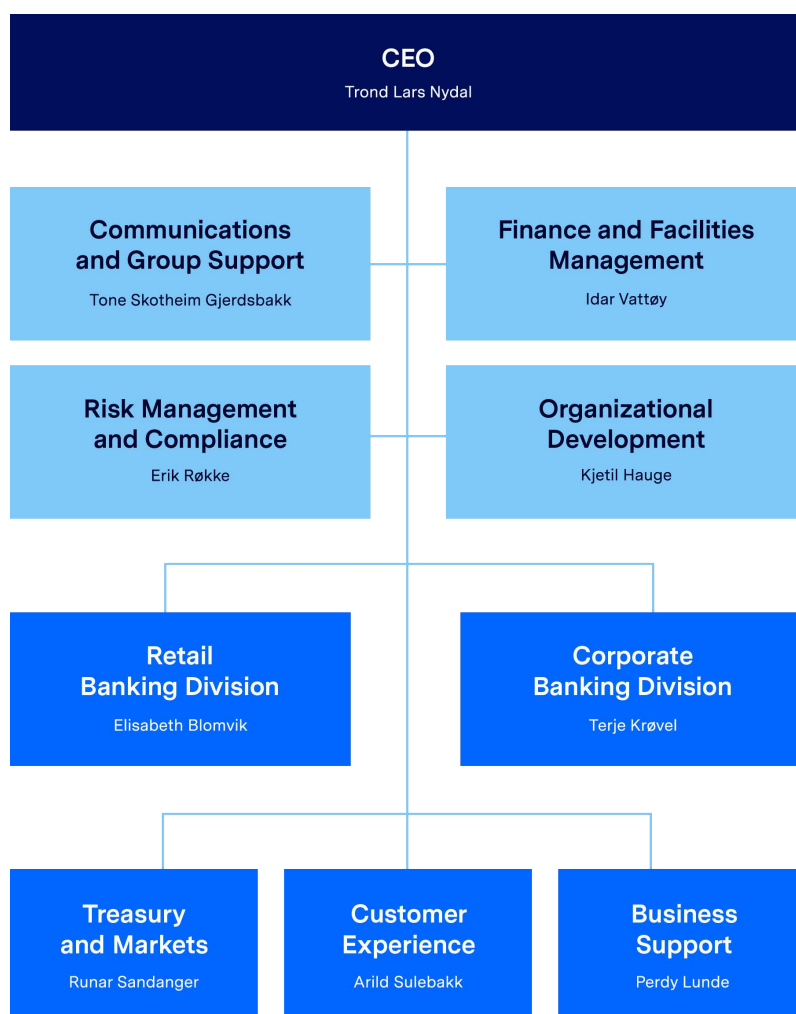 CEO
Trond Lars Nydal
Communications
and Group Support
Tone Skotheim Gjerdsbakk
Finance and Facilities
Management
Idar Vattøy
Risk Management
and Compliance
Erik Røkke
Organizational
Development
Kjetil Hauge
Retail
Banking Division
Elisabeth Blomvik
Corporate
Banking Division
Terje Krøvel
Treasury
and Markets
Runar Sandanger
Customer
Experience
Arild Sulebakk
Business
Support
Perdy Lunde